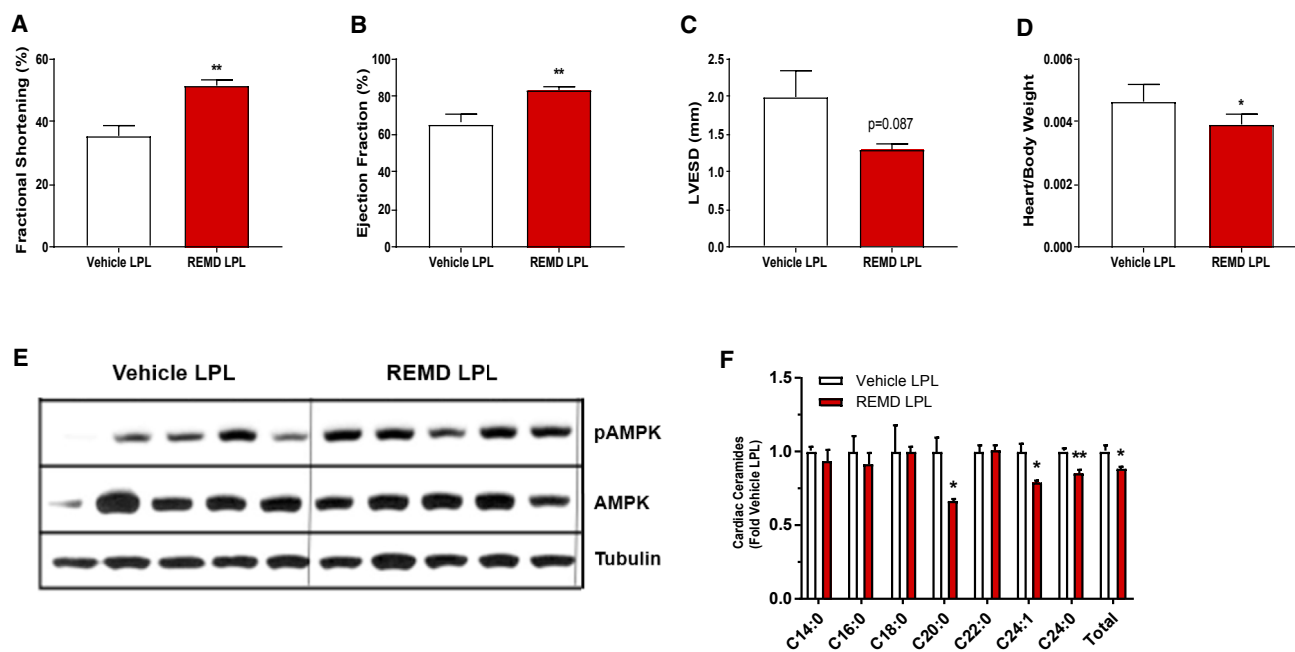 A
Fractional Shortening (%)
60
40
20
0
**
Vehicle LPL
REMD LPL
B
Ejection Fraction (%)
100
80
60
40
20
0
**
Vehicle LPL
REMD LPL
C
LVESD (mm)
2.5
2.0
1.5
1.0
0.5
0.0
p=0.087
Vehicle LPL
REMD LPL
D
Heart/Body Weight
0.006
0.004
0.002
0.000
*
Vehicle LPL
REMD LPL
E
Vehicle LPL
REMD LPL
pAMPK
AMPK
Tubulin
F
Cardiac Ceramides
(Fold Vehicle LPL)
1.5
1.0
0.5
0.0
Vehicle LPL
REMD LPL
*
*
**
*
C14:0
C16:0
C18:0
C20:0
C22:0
C24:1
C24:0
Total